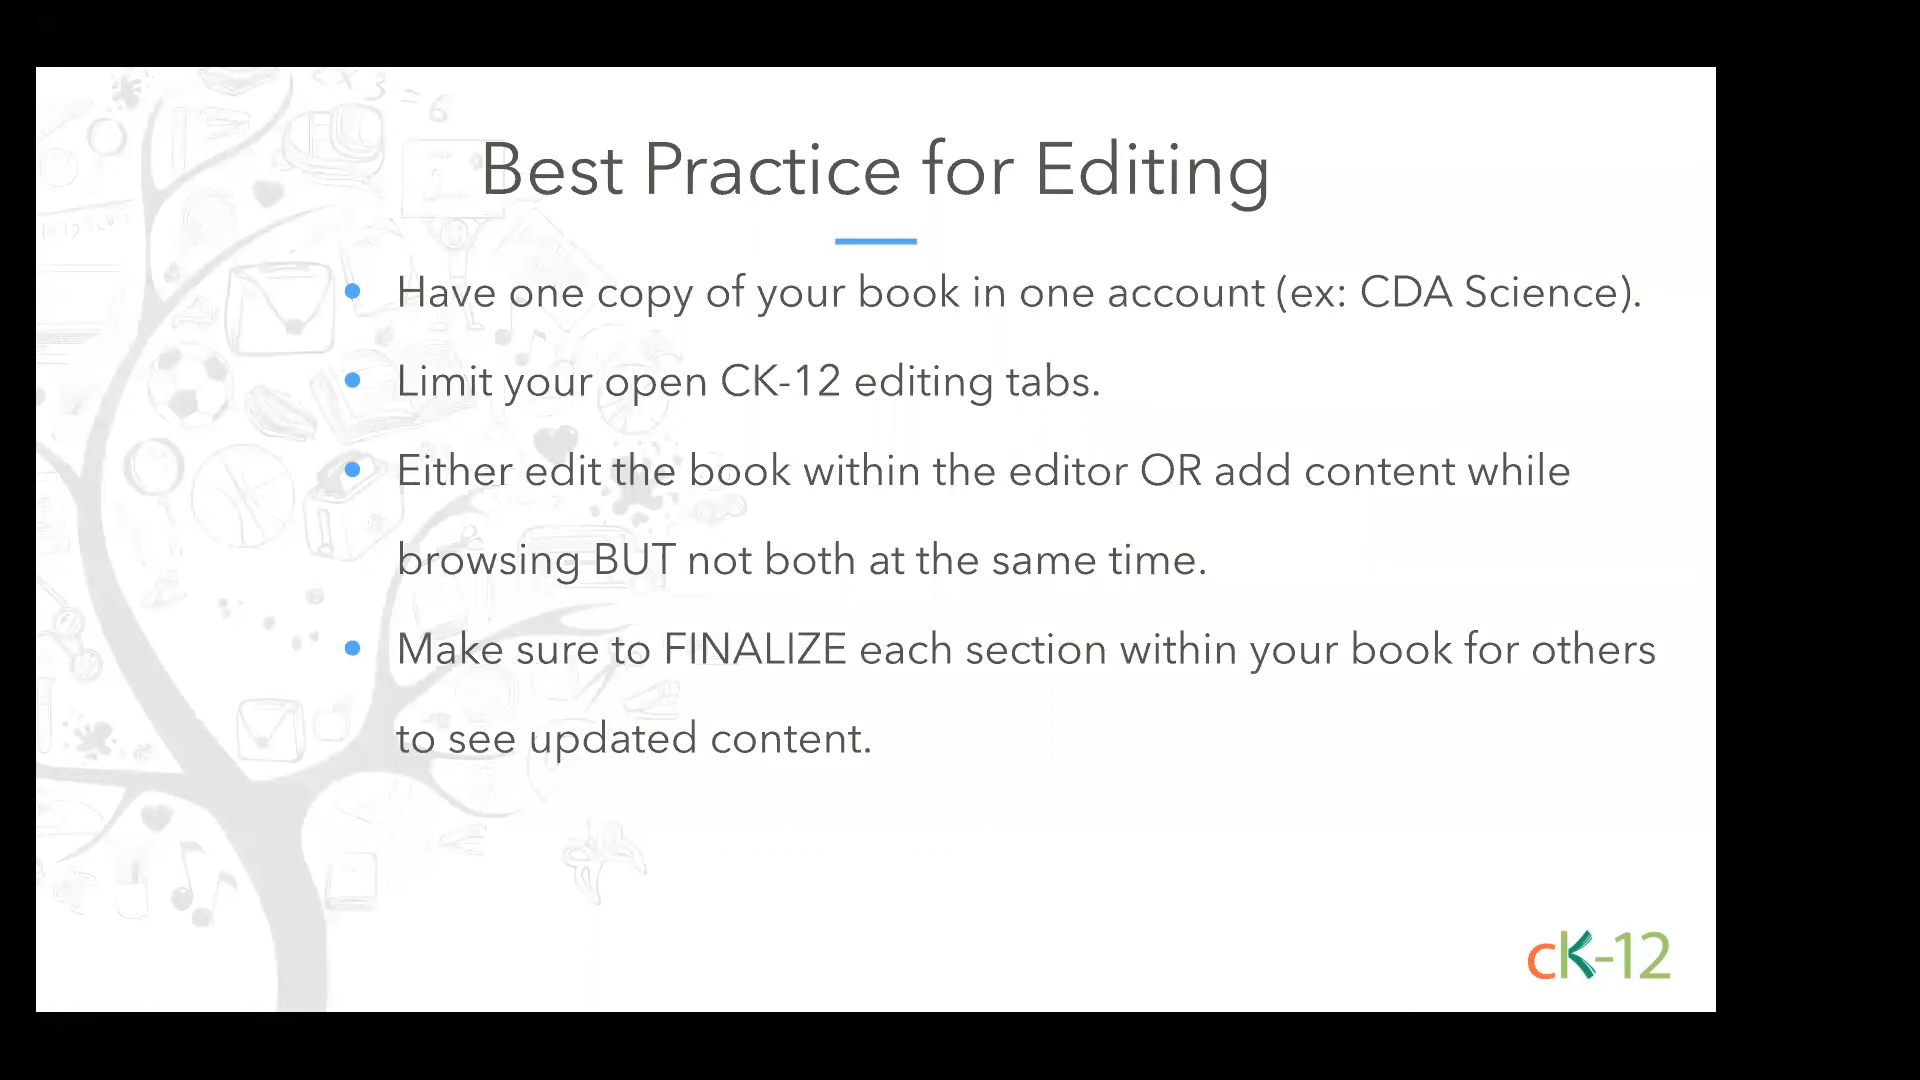 Best Practice for Editing
Have one copy of your book in one account (ex: CDA Science).
Limit your open CK-12 editing tabs.
Either edit the book within the editor OR add content while
browsing BUT not both at the same time.
Make sure to FINALIZE each section within your book for others
to see updated content.
cK-12